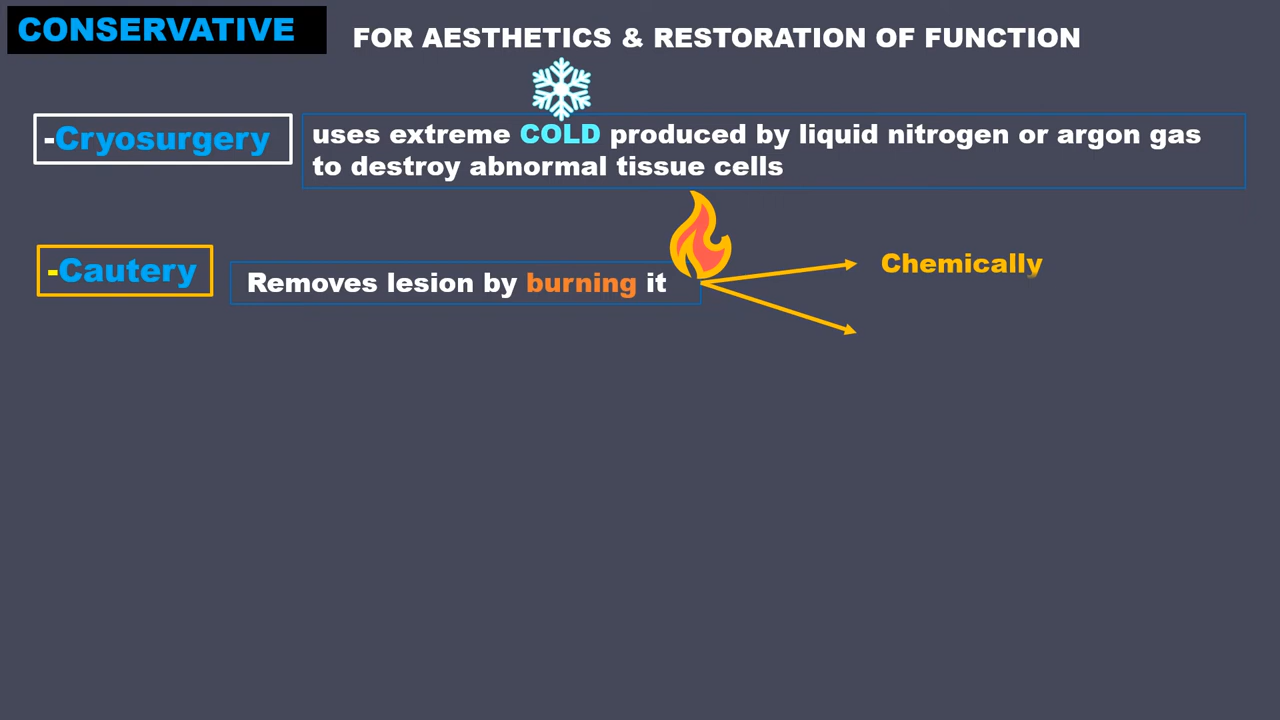 CONSERVATIVE
FOR AESTHETICS & RESTORATION OF FUNCTION
-Cryosurgery
uses extreme COLD produced by liquid nitrogen or argon gas
to destroy abnormal tissue cells
-Cautery
Removes lesion by burning it
Chemically